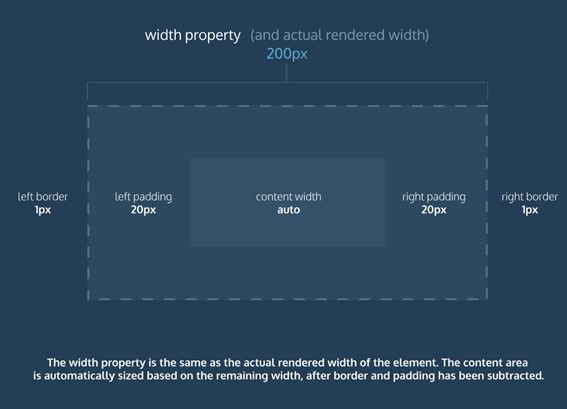 width property (and actual rendered width)
200px
left border
1px
left padding
20px
content width
auto
right padding
20px
right border
1px
The width property is the same as the actual rendered width of the element. The content area
is automatically sized based on the remaining width, after border and padding has been subtracted.